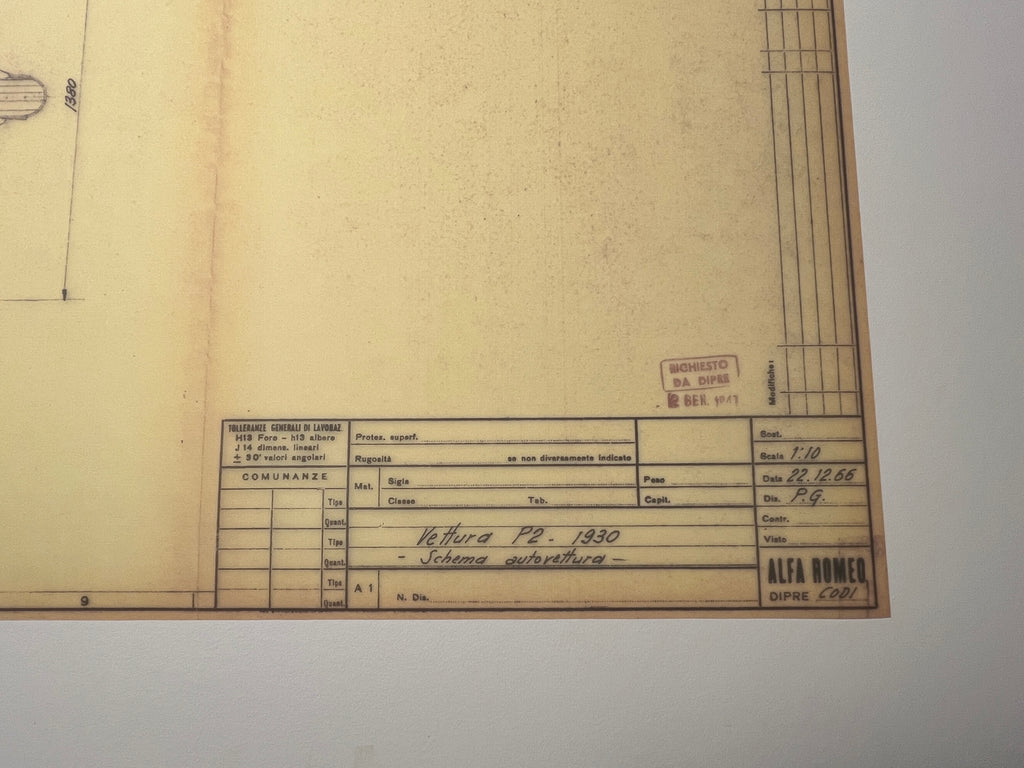 1380
RICHIESTO
DA DIPRE
Modifiche:
TOLLERANZE GENERALI DI LAVORAZ.
H13 Foro - h13 albero
J 14 dimens. lineari
± 30' valori angolari
COMUNANZE
Tipo
Quant.
Tipo
Quant.
Tipo
Quant.
Protez. superf.
Rugosità se non diversamente indicato
Mat.
Sigla
Classe Tab.
Peso
Capit.
Vettura P2 - 1930
- Schema autovettura -
A 1
N. Dis.
Sost.
Scala 1:10
Data 22.12.66
Dis. P.G.
Contr.
Visto
ALFA ROMEO
DIPRE CODI
9